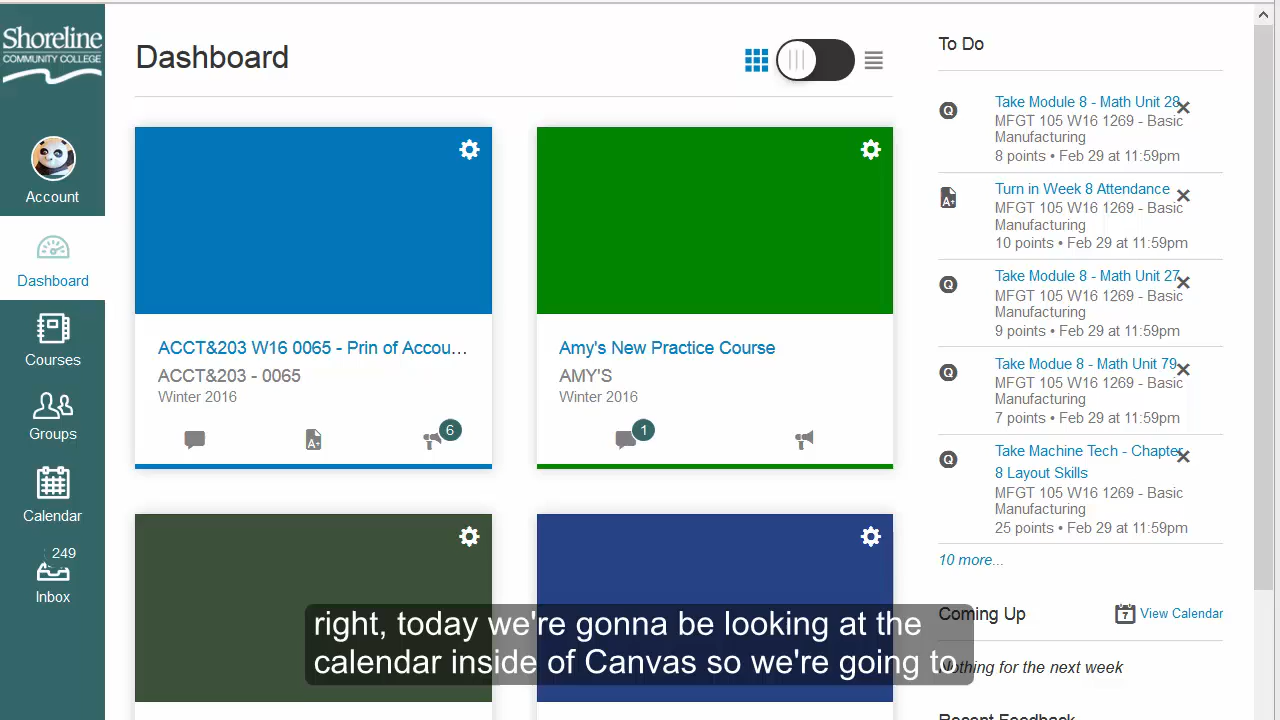 Shoreline
COMMUNITY COLLEGE
Account
Dashboard
Courses
Groups
Calendar
249
Inbox
Dashboard
ACCT&203 W16 0065 - Prin of Accou...
ACCT&203 - 0065
Winter 2016
A+
6
Amy's New Practice Course
AMY'S
Winter 2016
1
To Do
Q
Take Module 8 - Math Unit 28
MFGT 105 W16 1269 - Basic
Manufacturing
8 points • Feb 29 at 11:59pm
A+
Turn in Week 8 Attendance
MFGT 105 W16 1269 - Basic
Manufacturing
10 points • Feb 29 at 11:59pm
Q
Take Module 8 - Math Unit 27
MFGT 105 W16 1269 - Basic
Manufacturing
9 points • Feb 29 at 11:59pm
Q
Take Modue 8 - Math Unit 79
MFGT 105 W16 1269 - Basic
Manufacturing
7 points • Feb 29 at 11:59pm
Q
Take Machine Tech - Chapter
8 Layout Skills
MFGT 105 W16 1269 - Basic
Manufacturing
25 points • Feb 29 at 11:59pm
10 more...
Coming Up
7
View Calendar
Nothing for the next week
Recent Feedback
right, today we're gonna be looking at the
calendar inside of Canvas so we're going to